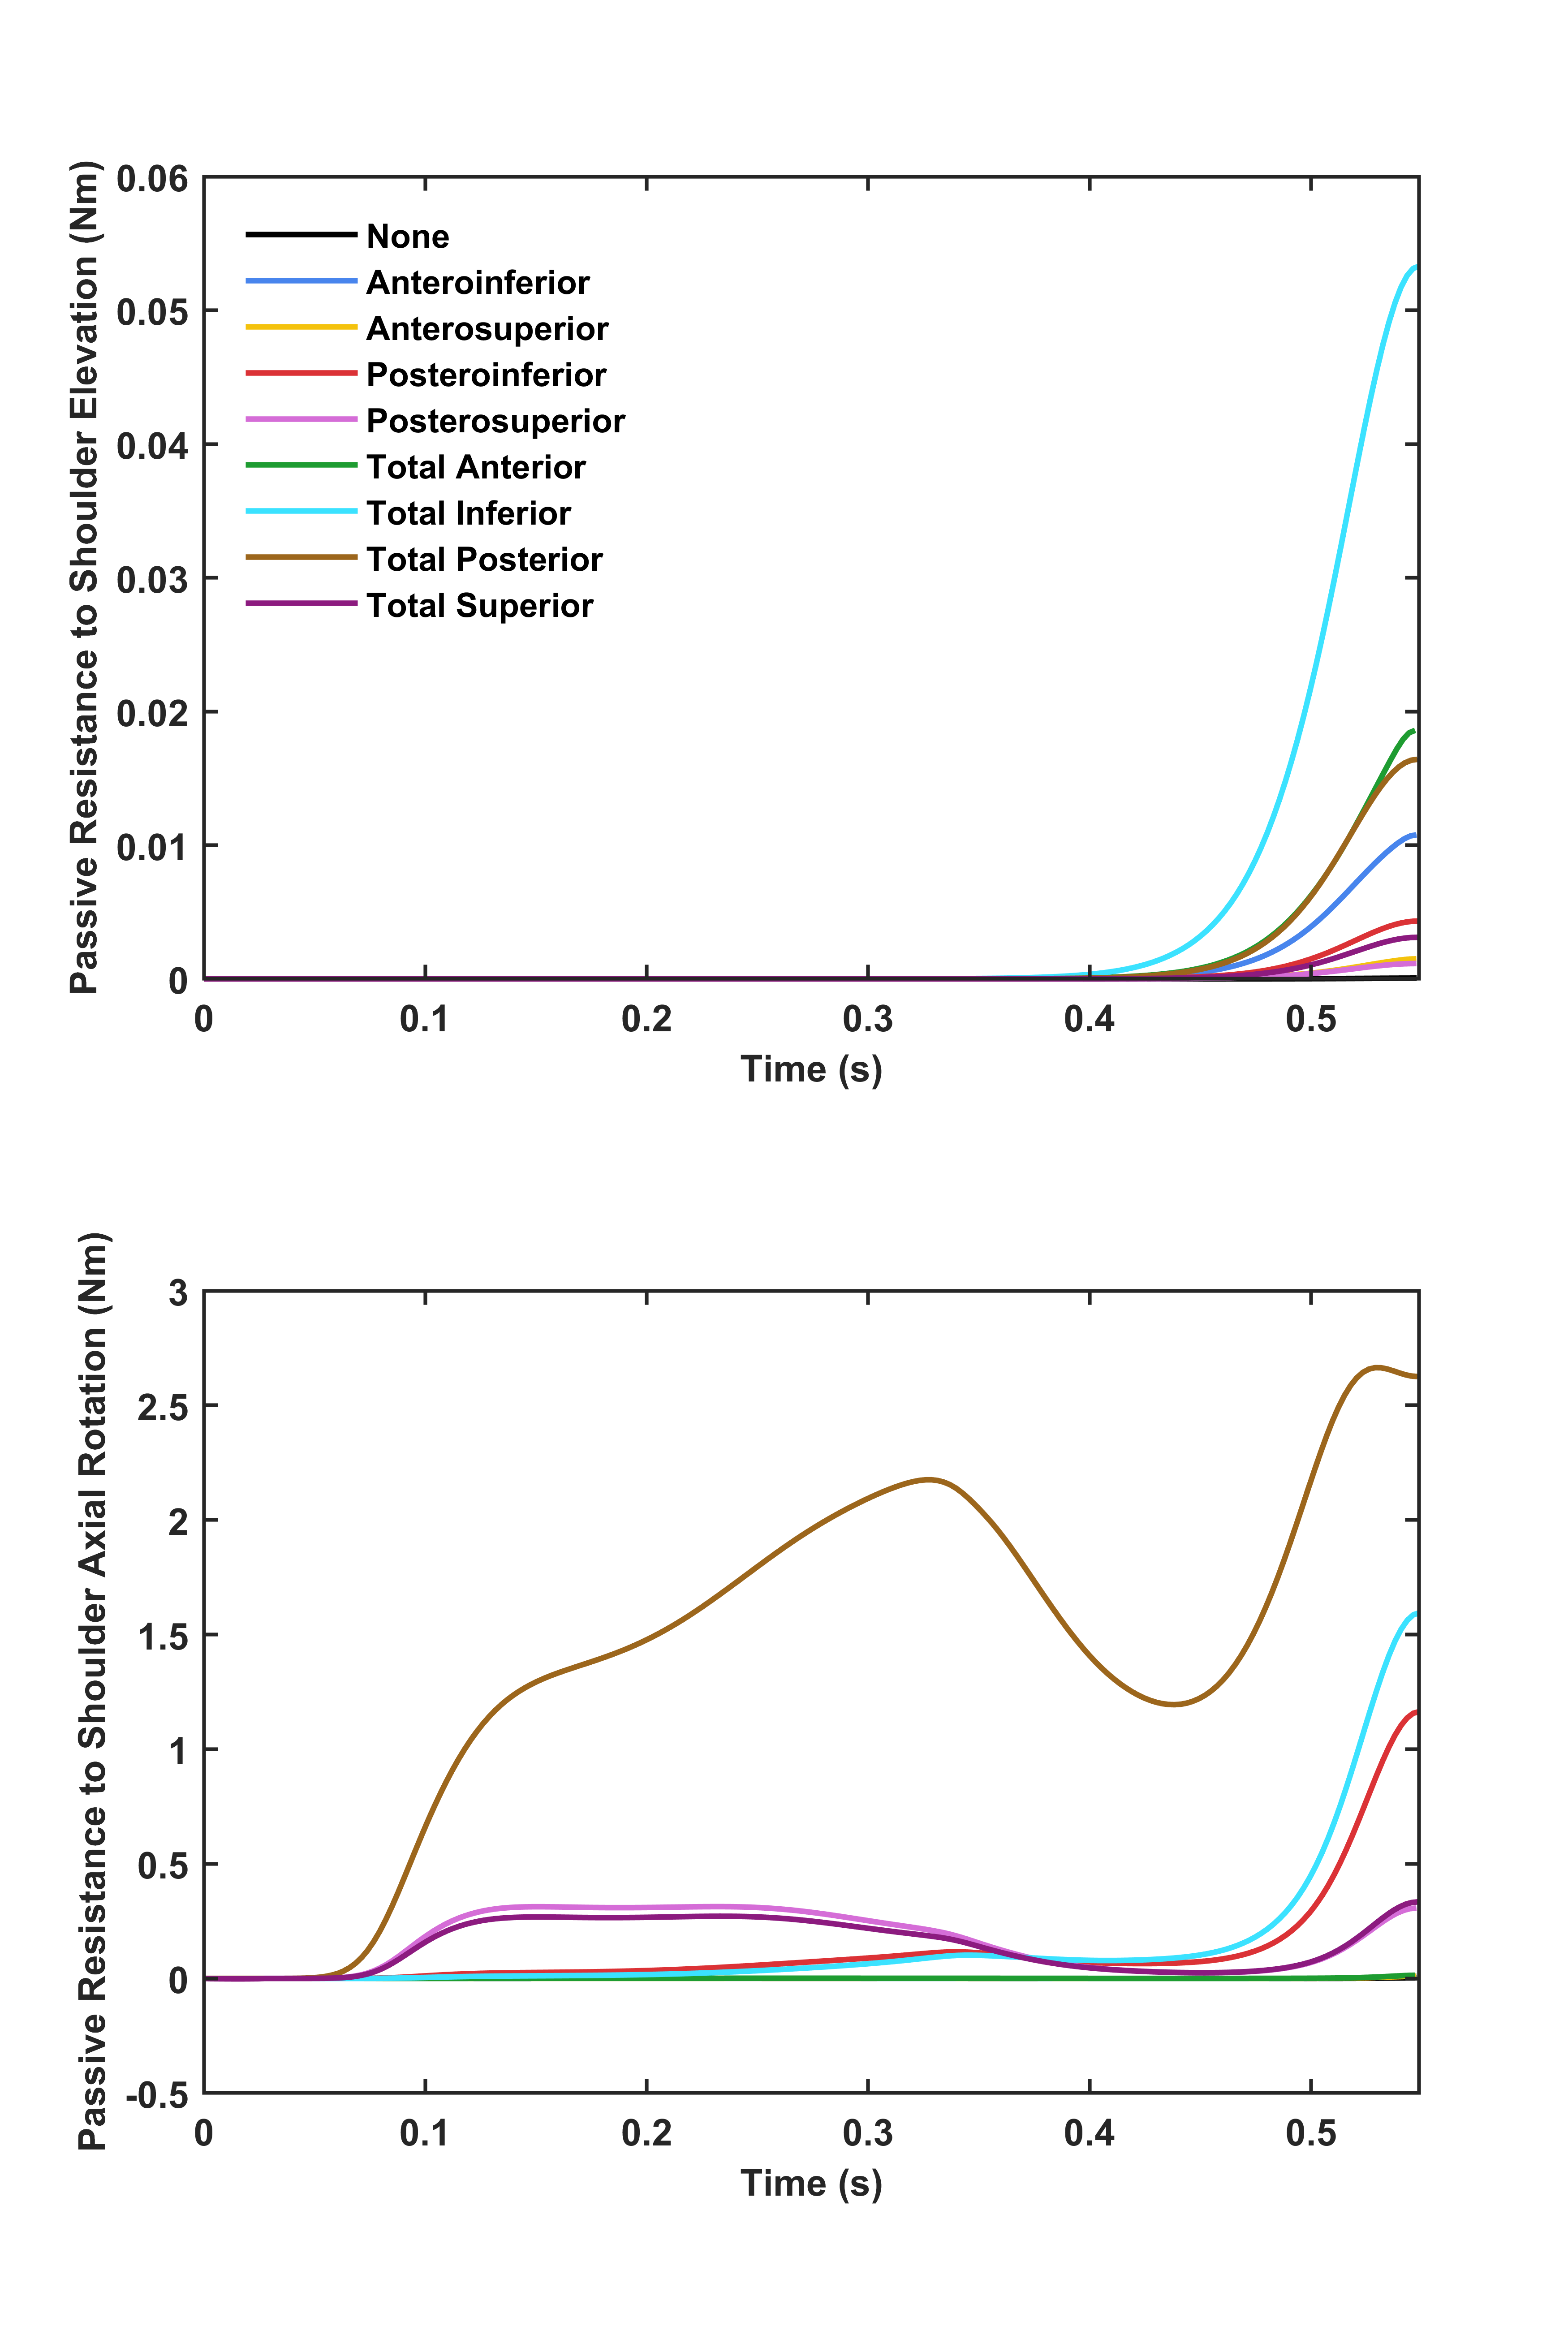 Passive Resistance to Shoulder Elevation (Nm)
0.06
0.05
0.04
0.03
0.02
0.01
0
None
Anteroinferior
Anterosuperior
Posteroinferior
Posterosuperior
Total Anterior
Total Inferior
Total Posterior
Total Superior
0 0.1 0.2 0.3 0.4 0.5
Time (s)
Passive Resistance to Shoulder Axial Rotation (Nm)
3
2.5
2
1.5
1
0.5
0
-0.5
0 0.1 0.2 0.3 0.4 0.5
Time (s)